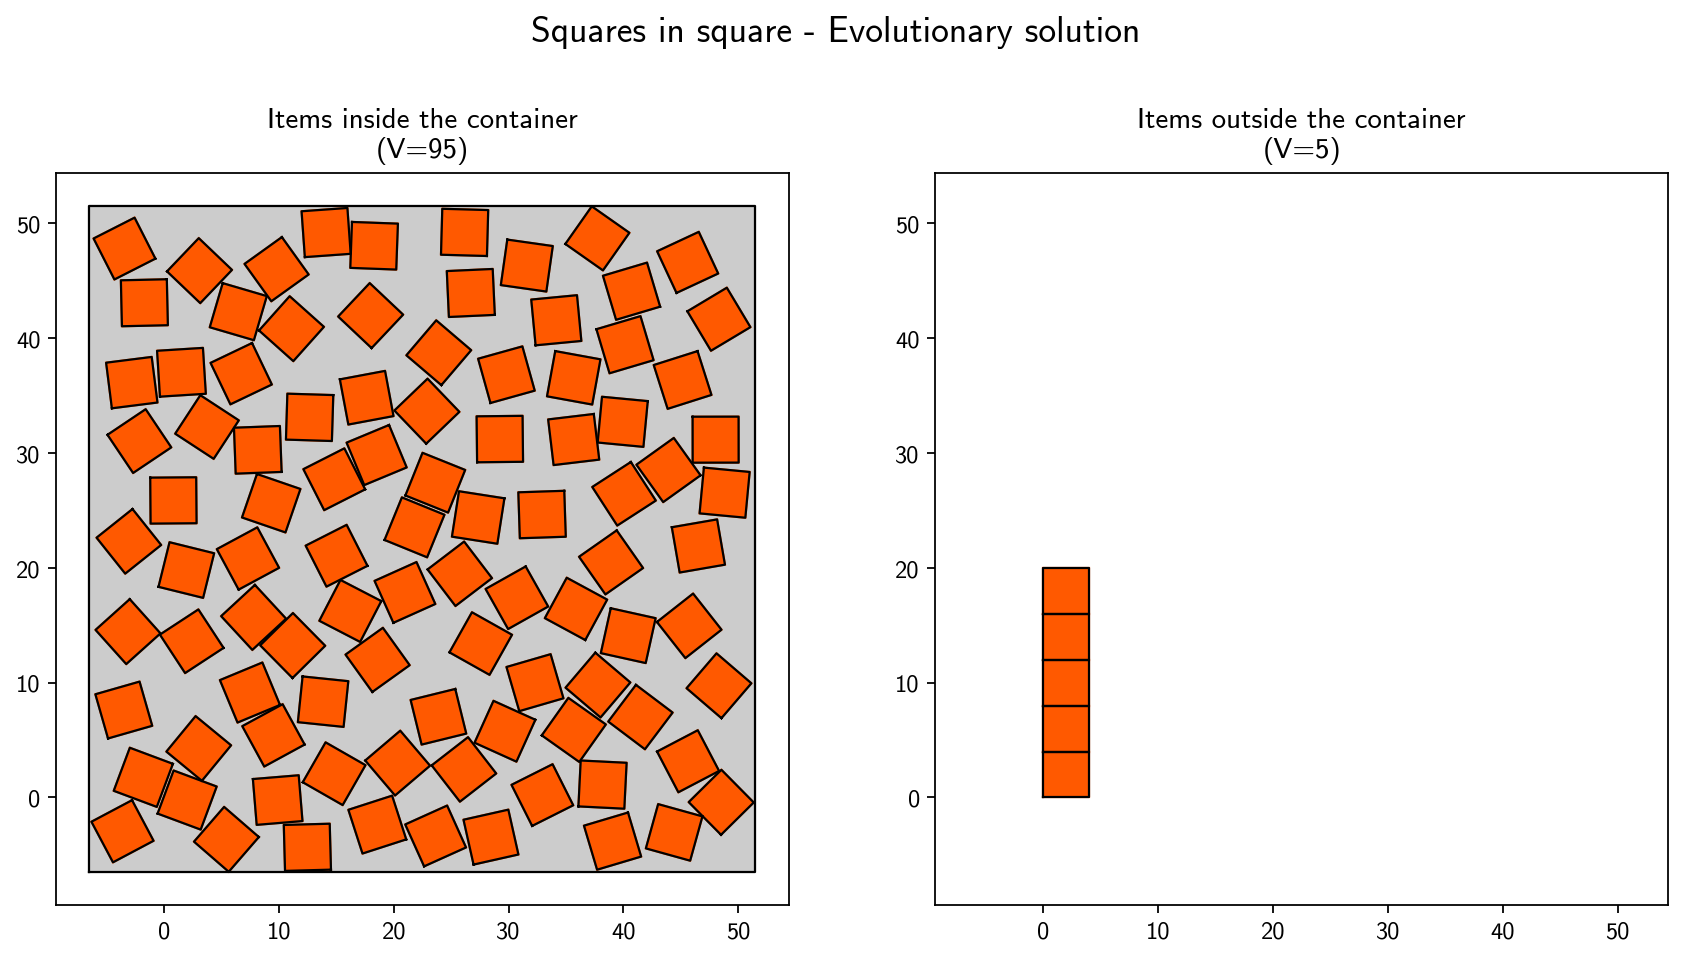 Squares in square - Evolutionary solution
Items inside the container
(V=95)
Items outside the container
(V=5)
50
40
30
20
10
0
0 10 20 30 40 50
50
40
30
20
10
0
0 10 20 30 40 50